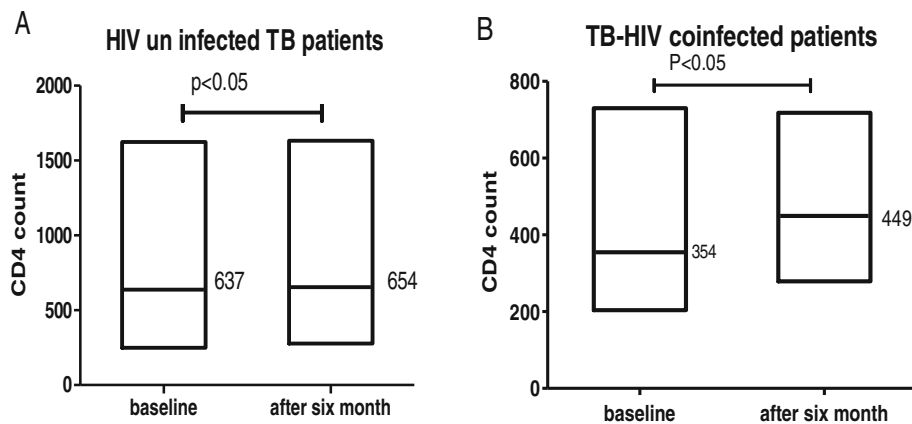 A
HIV un infected TB patients
p<0.05
2000
1500
1000
500
0
CD4 count
637
654
baseline
after six month
B
TB-HIV coinfected patients
P<0.05
800
600
400
200
0
CD4 count
354
449
baseline
after six month